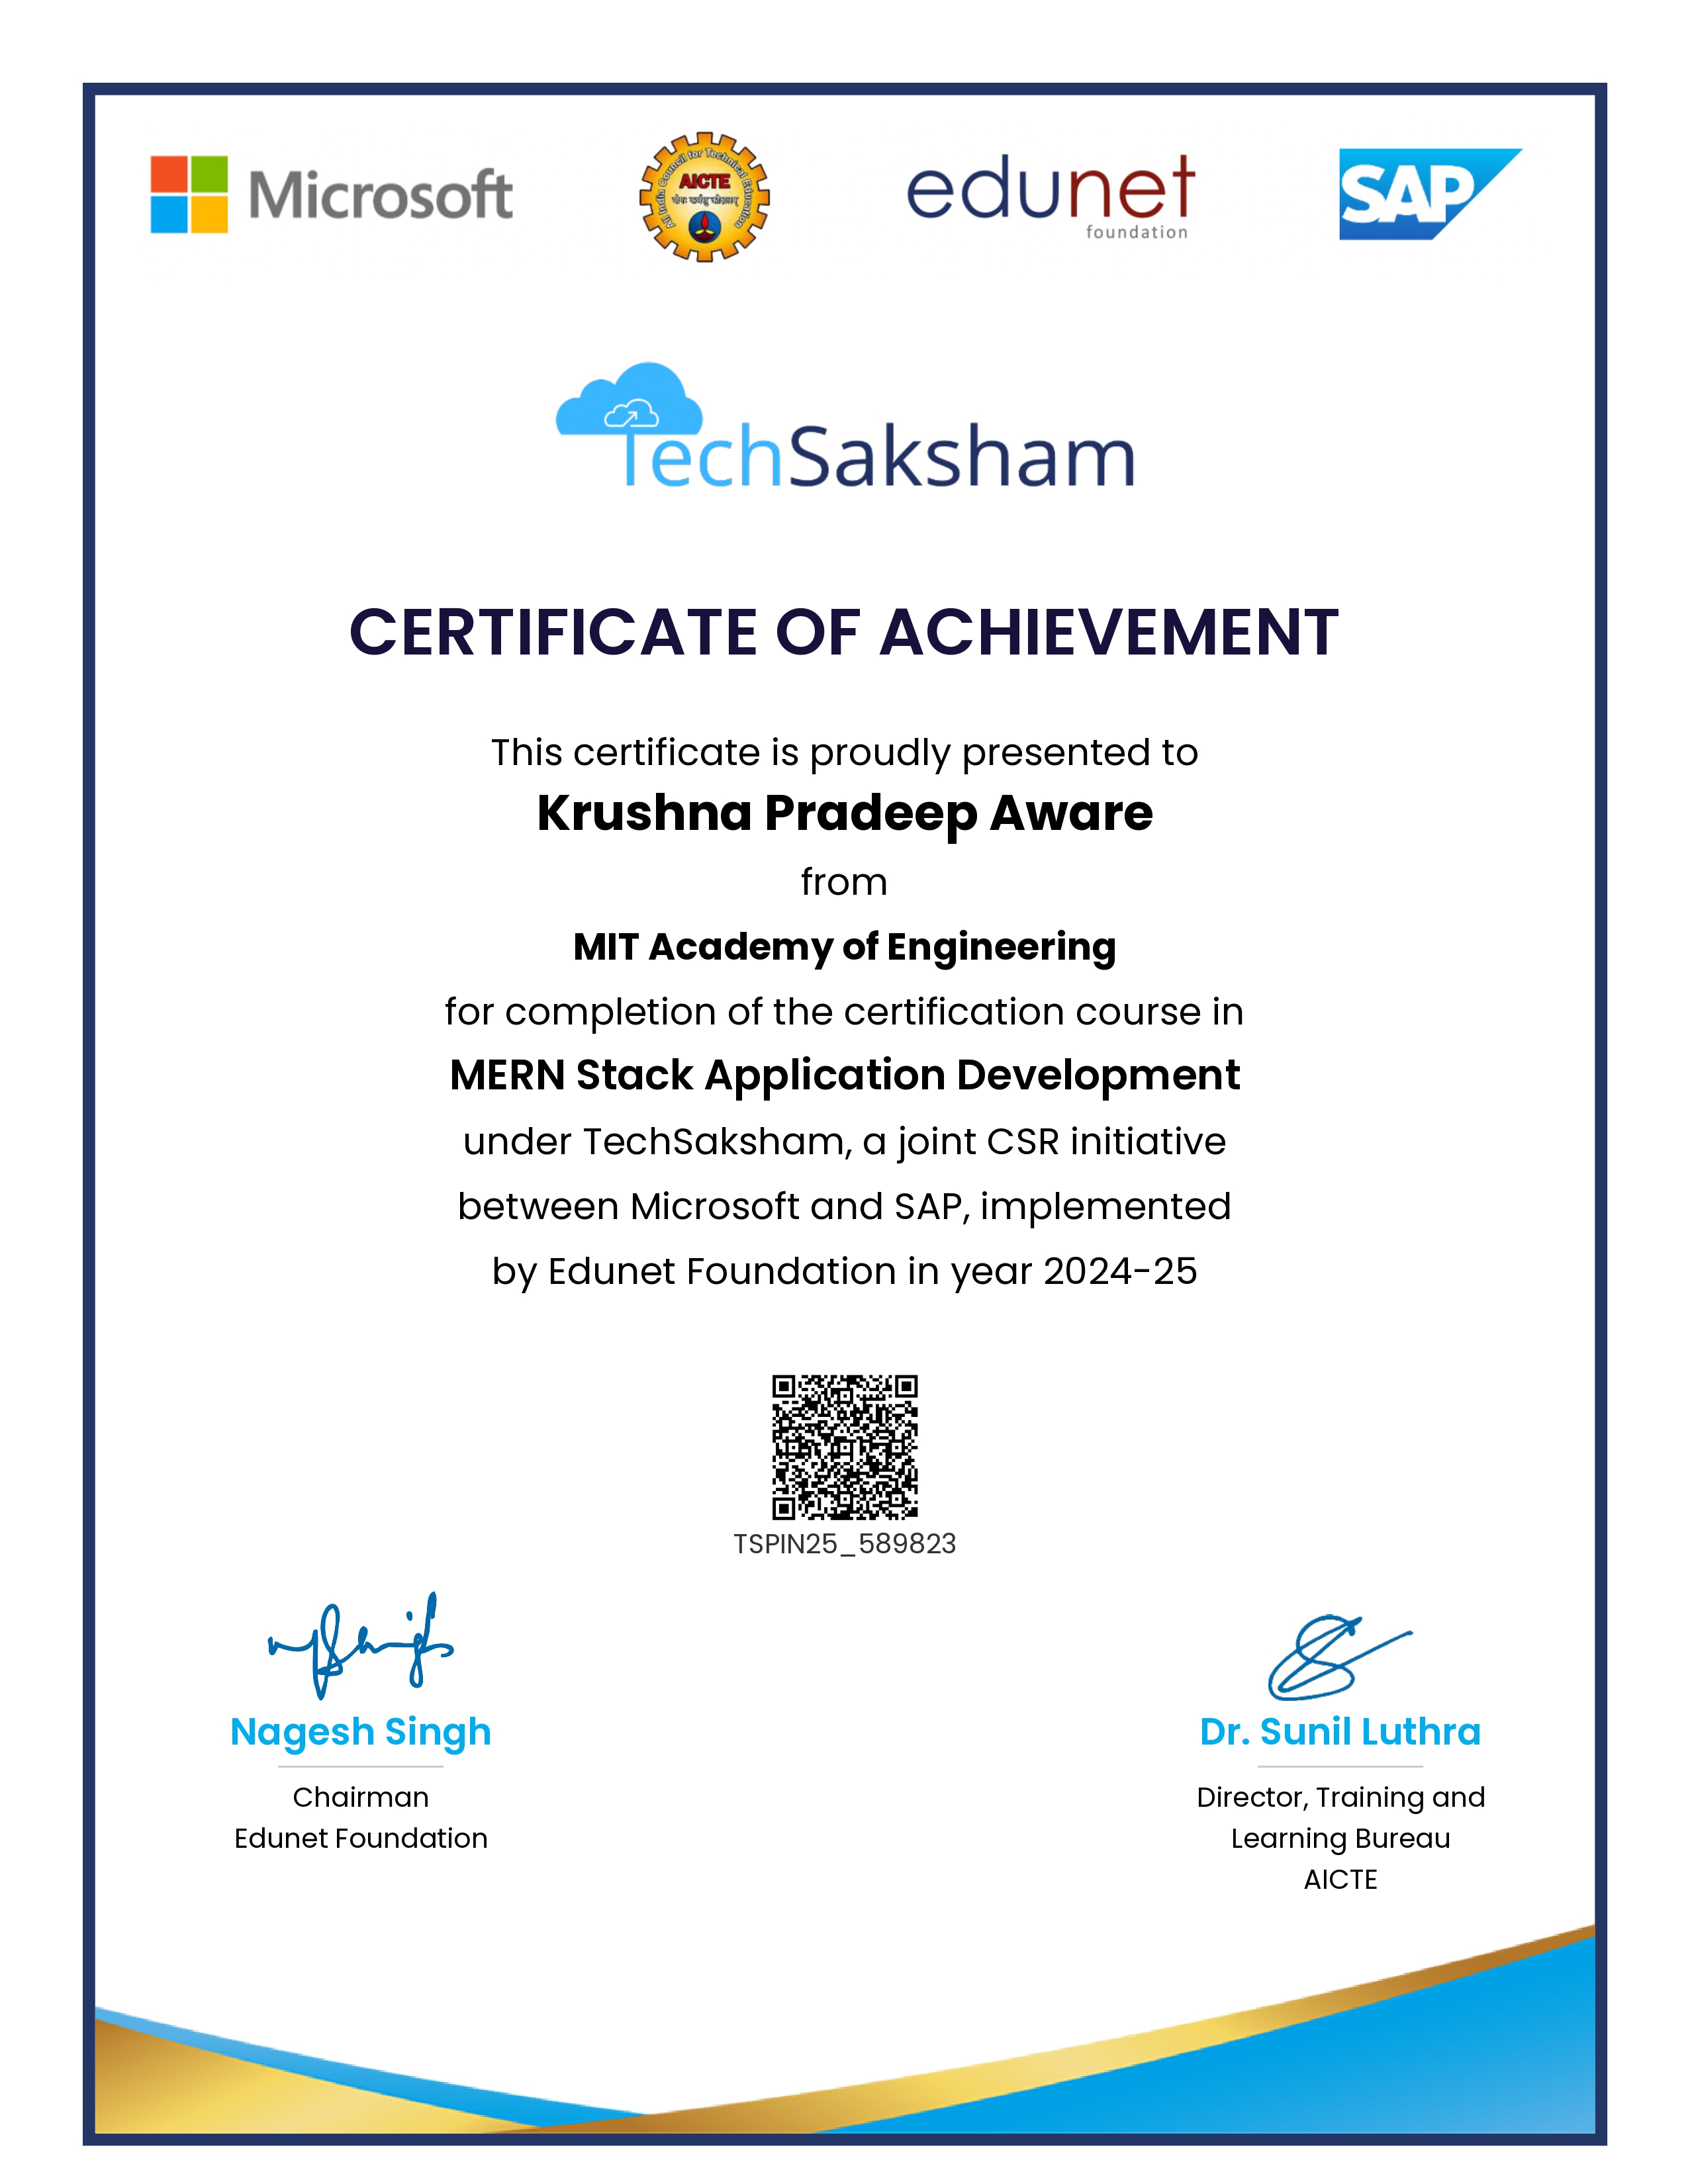 Microsoft
All India Council for Technical Education
AICTE
edunet
foundation
SAP
TechSaksham
CERTIFICATE OF ACHIEVEMENT
This certificate is proudly presented to
Krushna Pradeep Aware
from
MIT Academy of Engineering
for completion of the certification course in
MERN Stack Application Development
under TechSaksham, a joint CSR initiative
between Microsoft and SAP, implemented
by Edunet Foundation in year 2024-25
TSPIN25_589823
Nagesh Singh
Chairman
Edunet Foundation
Dr. Sunil Luthra
Director, Training and
Learning Bureau
AICTE